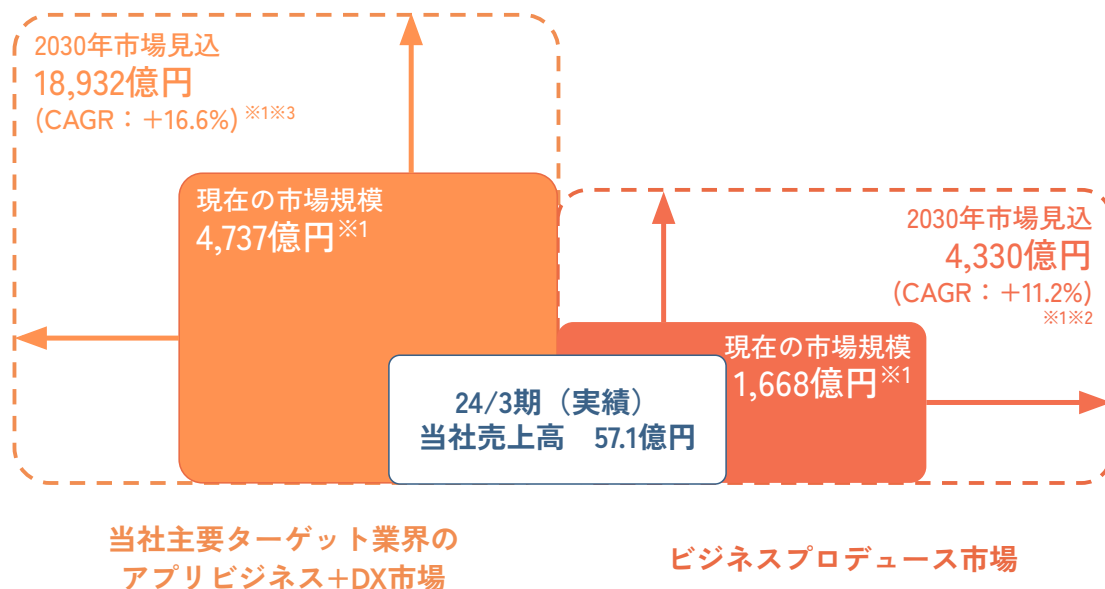 2030年市場見込
18,932億円
(CAGR：+16.6%) ※1※3
現在の市場規模
4,737億円※1
2030年市場見込
4,330億円
(CAGR：+11.2%)
※1※2
現在の市場規模
1,668億円※1
24/3期（実績）
当社売上高　57.1億円
当社主要ターゲット業界の
アプリビジネス+DX市場
ビジネスプロデュース市場